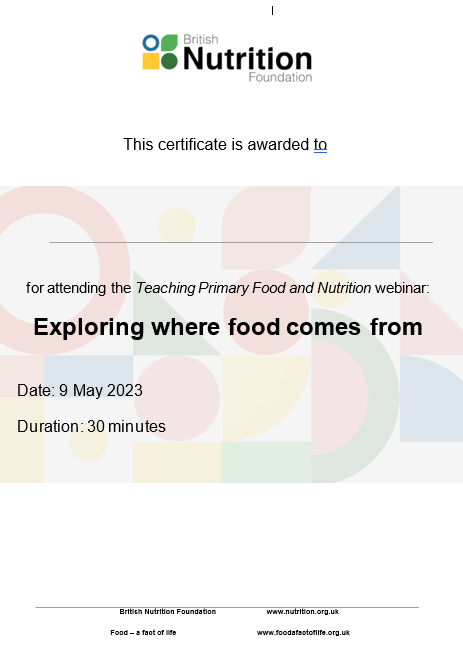 British
Nutrition
Foundation
This certificate is awarded to
for attending the Teaching Primary Food and Nutrition webinar:
Exploring where food comes from
Date: 9 May 2023
Duration: 30 minutes
British Nutrition Foundation www.nutrition.org.uk
Food – a fact of life www.foodafactoflife.org.uk